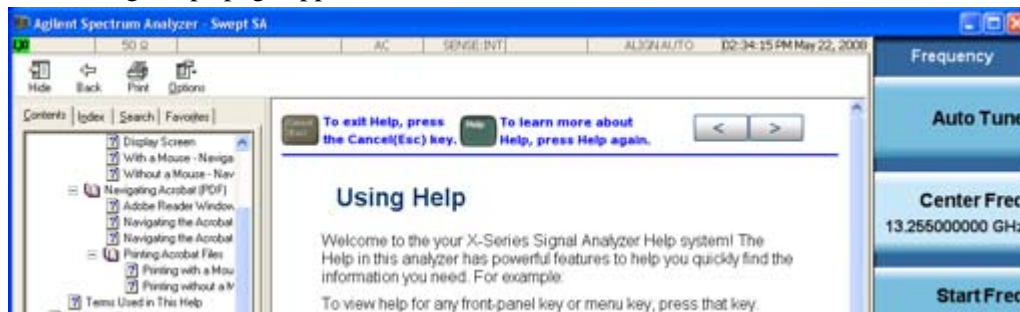 Agilent Spectrum Analyzer - Swept SA
50 Ω AC SENSE:INT ALIGN AUTO 02:34:15 PM May 22, 2008
Frequency
Hide Back Print Options
Contents Index Search Favorites
Display Screen
With a Mouse - Naviga
Without a Mouse - Nav
Navigating Acrobat (PDF)
Adobe Reader Window
Navigating the Acrobat
Navigating the Acrobat
Printing Acrobat Files
Printing with a Mou
Printing without a M
Terms Used in This Help
Cancel
To exit Help, press
the Cancel(Esc) key.
Help
To learn more about
Help, press Help again.
< >
Using Help
Welcome to the your X-Series Signal Analyzer Help system! The
Help in this analyzer has powerful features to help you quickly find the
information you need. For example:
To view help for any front-panel key or menu key, press that key.
Auto Tune
Center Freq
13.255000000 GHz
Start Freq